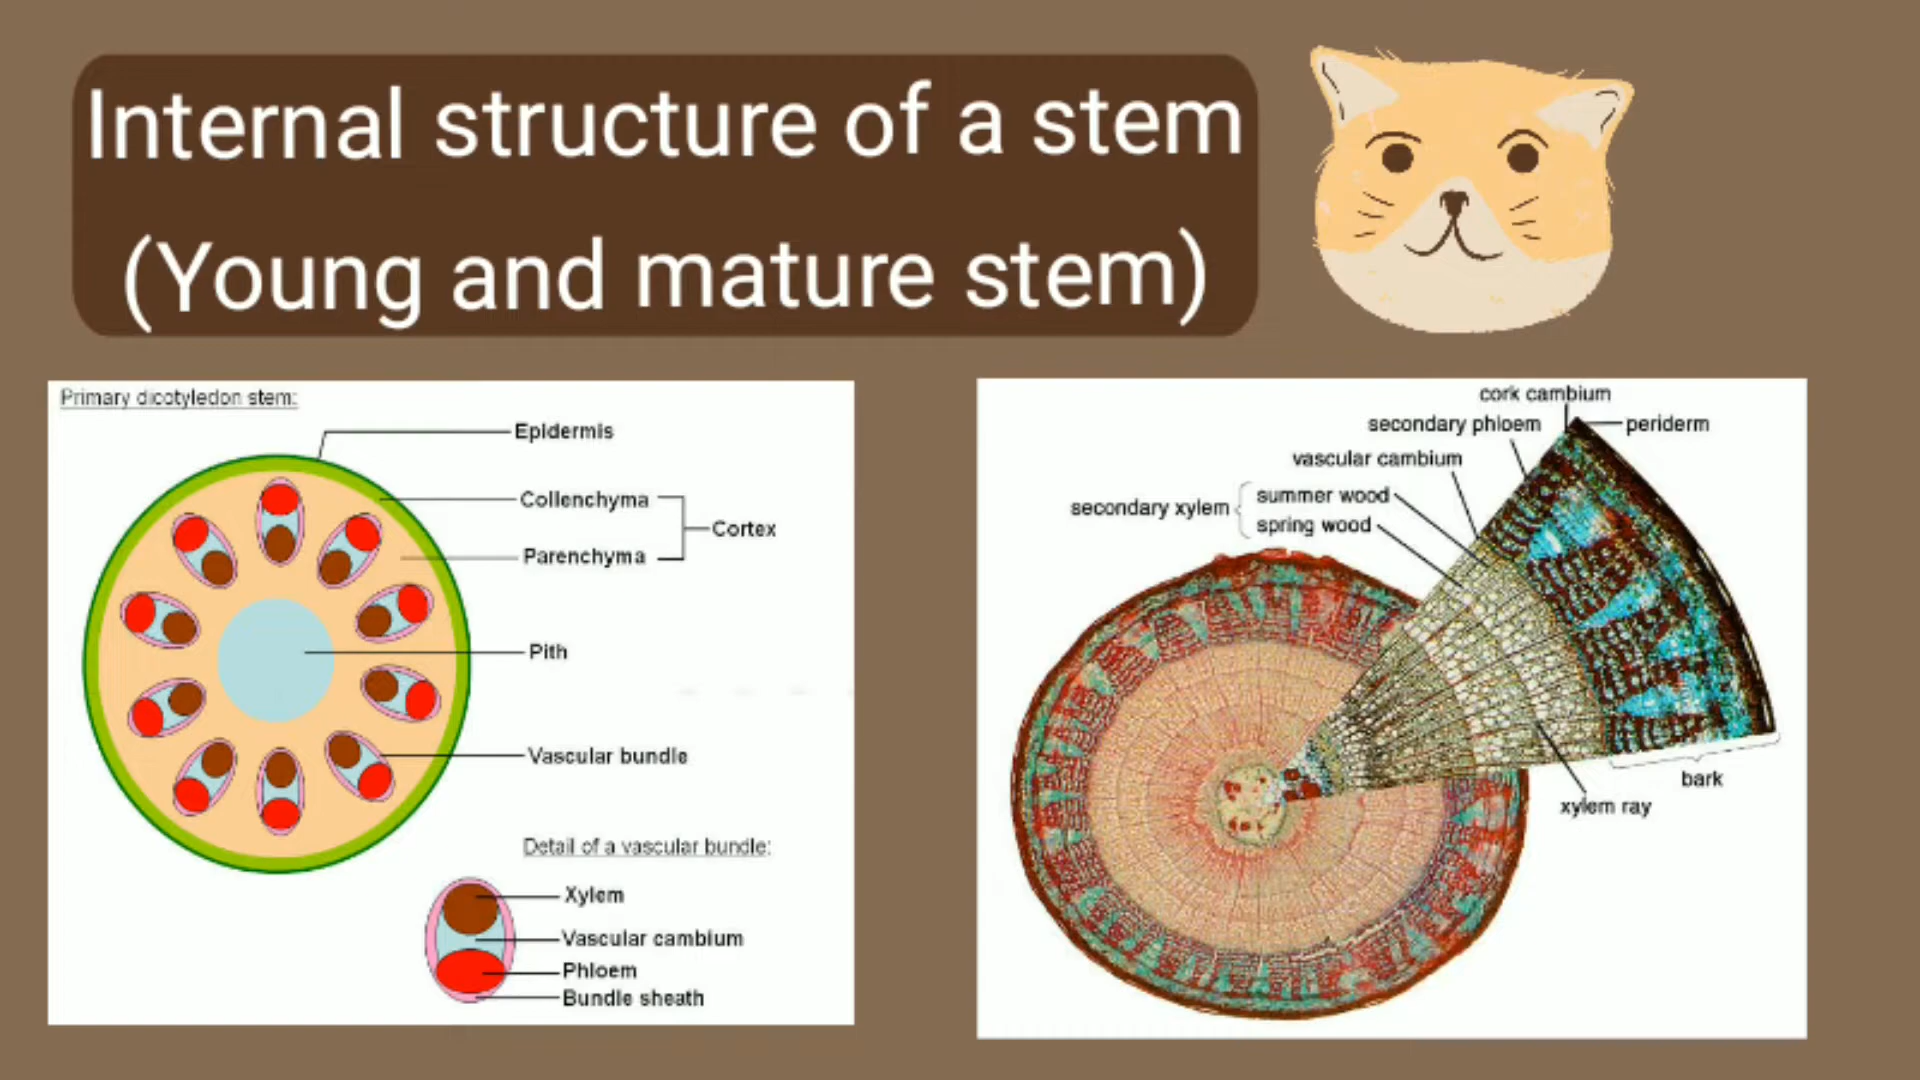 Internal structure of a stem
(Young and mature stem)
Primary dicotyledon stem:
Epidermis
Collenchyma
Cortex
Parenchyma
Pith
Vascular bundle
Detail of a vascular bundle:
Xylem
Vascular cambium
Phloem
Bundle sheath
cork cambium
secondary phloem
periderm
vascular cambium
secondary xylem
summer wood
spring wood
bark
xylem ray